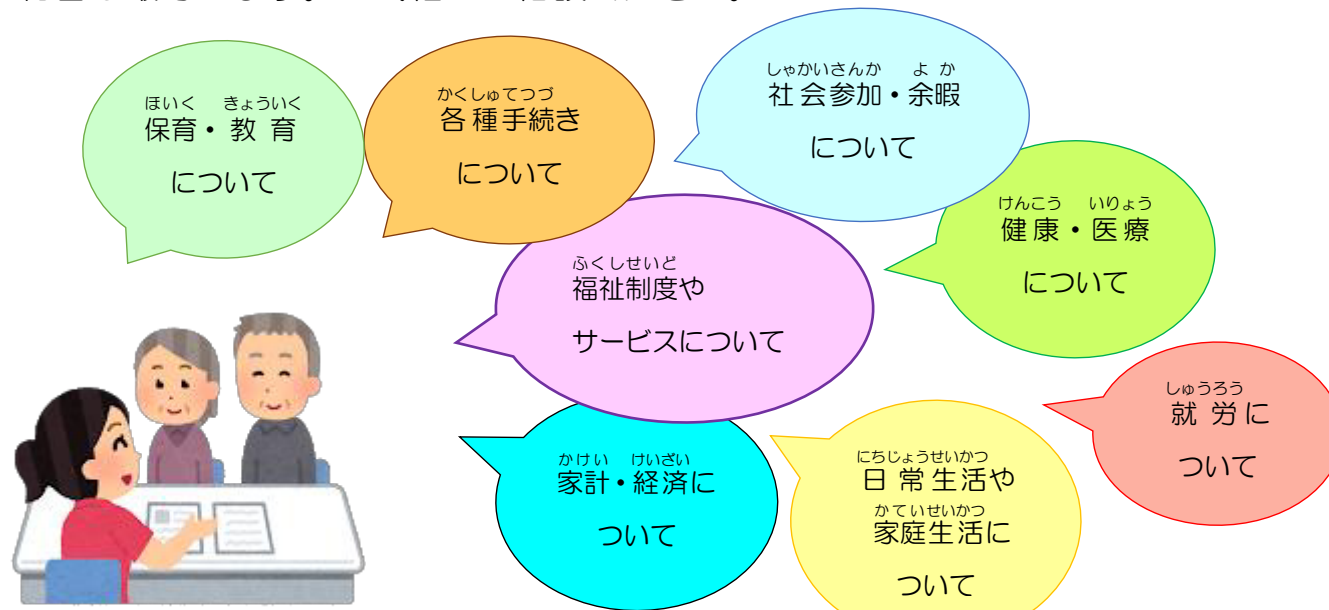 ほいく きょういく
保育・教育
について
かくしゅてつづ
各種手続き
について
しゃかいさんか よか
社会参加・余暇
について
けんこう いりょう
健康・医療
について
ふくしせいど
福祉制度や
サービスについて
しゅうろう
就労に
ついて
かけい けいざい
家計・経済に
ついて
にちじょうせいかつ
日常生活や
かていせいかつ
家庭生活に
ついて